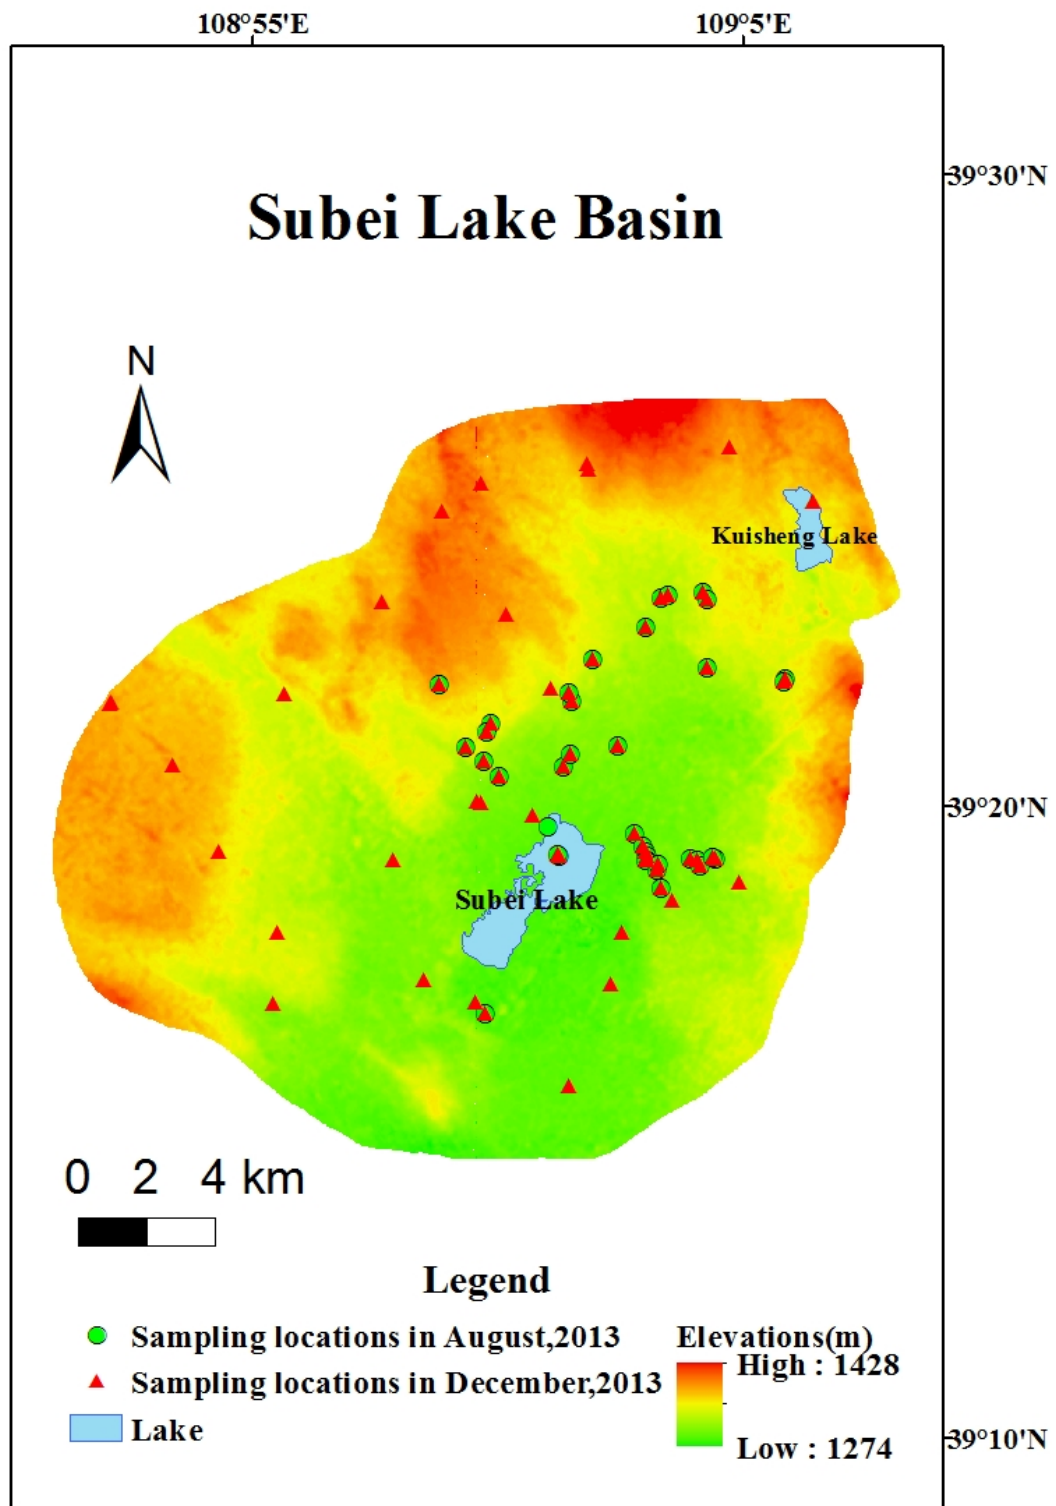 108°55'E 109°5'E
39°30'N
Subei Lake Basin
N
Kuisheng Lake
39°20'N
Subei Lake
0 2 4 km
Legend
Sampling locations in August,2013
Elevations(m)
High : 1428
Sampling locations in December,2013
Lake
Low : 1274
39°10'N